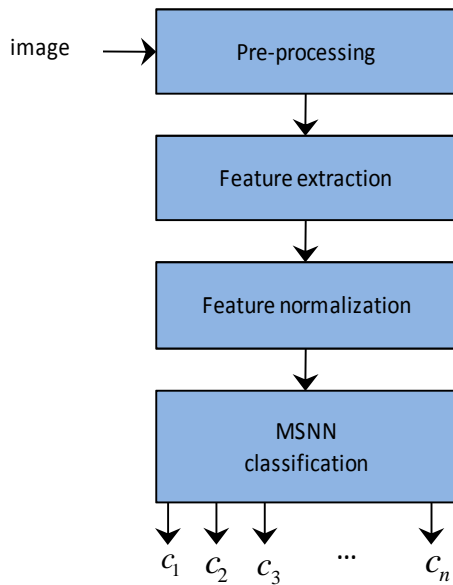 image
Pre-processing
Feature extraction
Feature normalization
MSNN
classification
c₁ c₂ c₃ ... cₙ